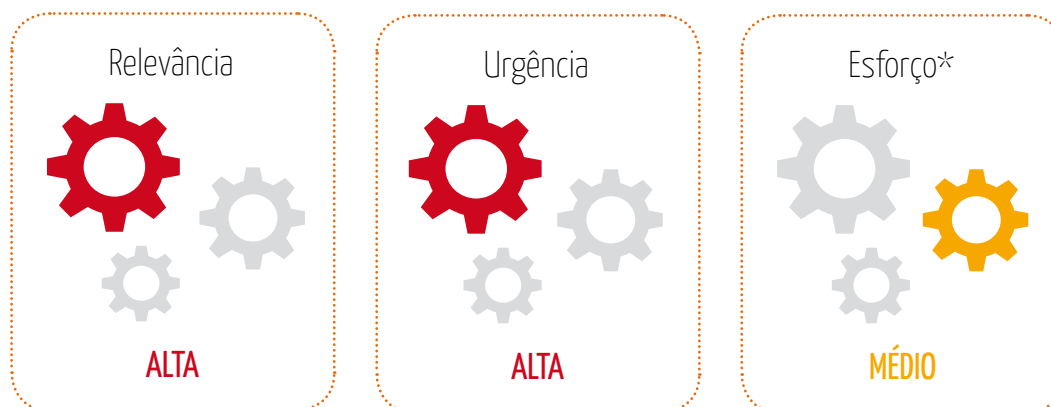 Relevância
Urgência
Esforço*
ALTA
ALTA
MÉDIO